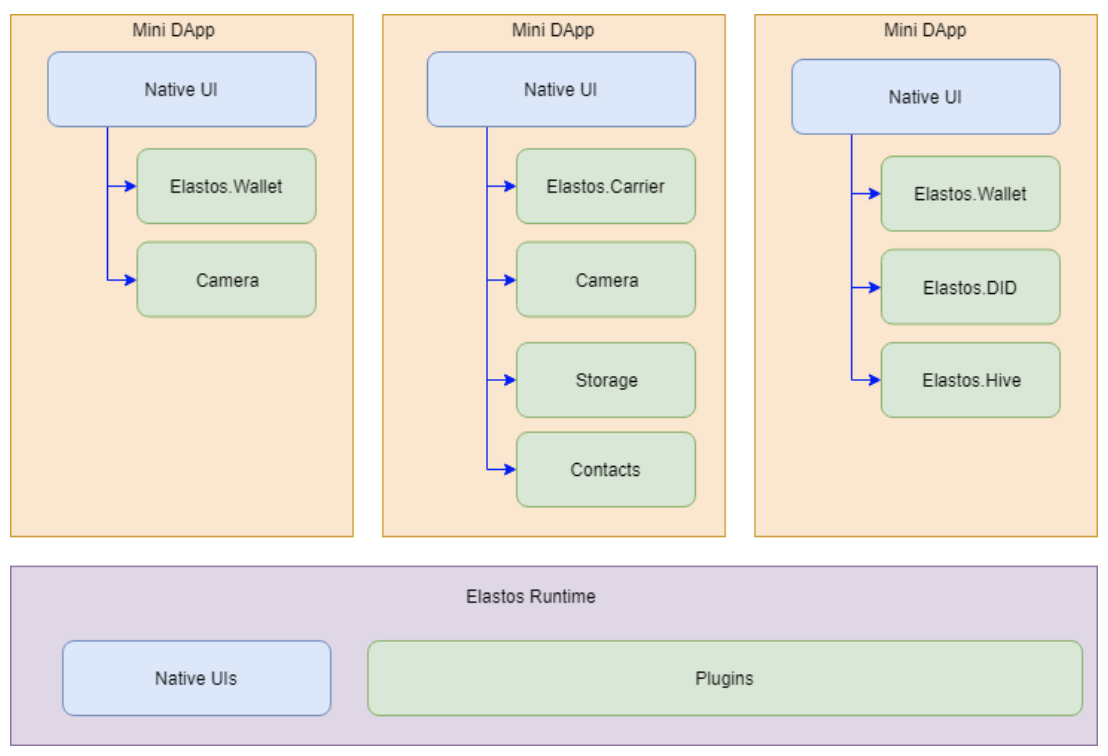 Mini DApp
Native UI
Elastos.Wallet
Camera
Mini DApp
Native UI
Elastos.Carrier
Camera
Storage
Contacts
Mini DApp
Native UI
Elastos.Wallet
Elastos.DID
Elastos.Hive
Elastos Runtime
Native UIs
Plugins